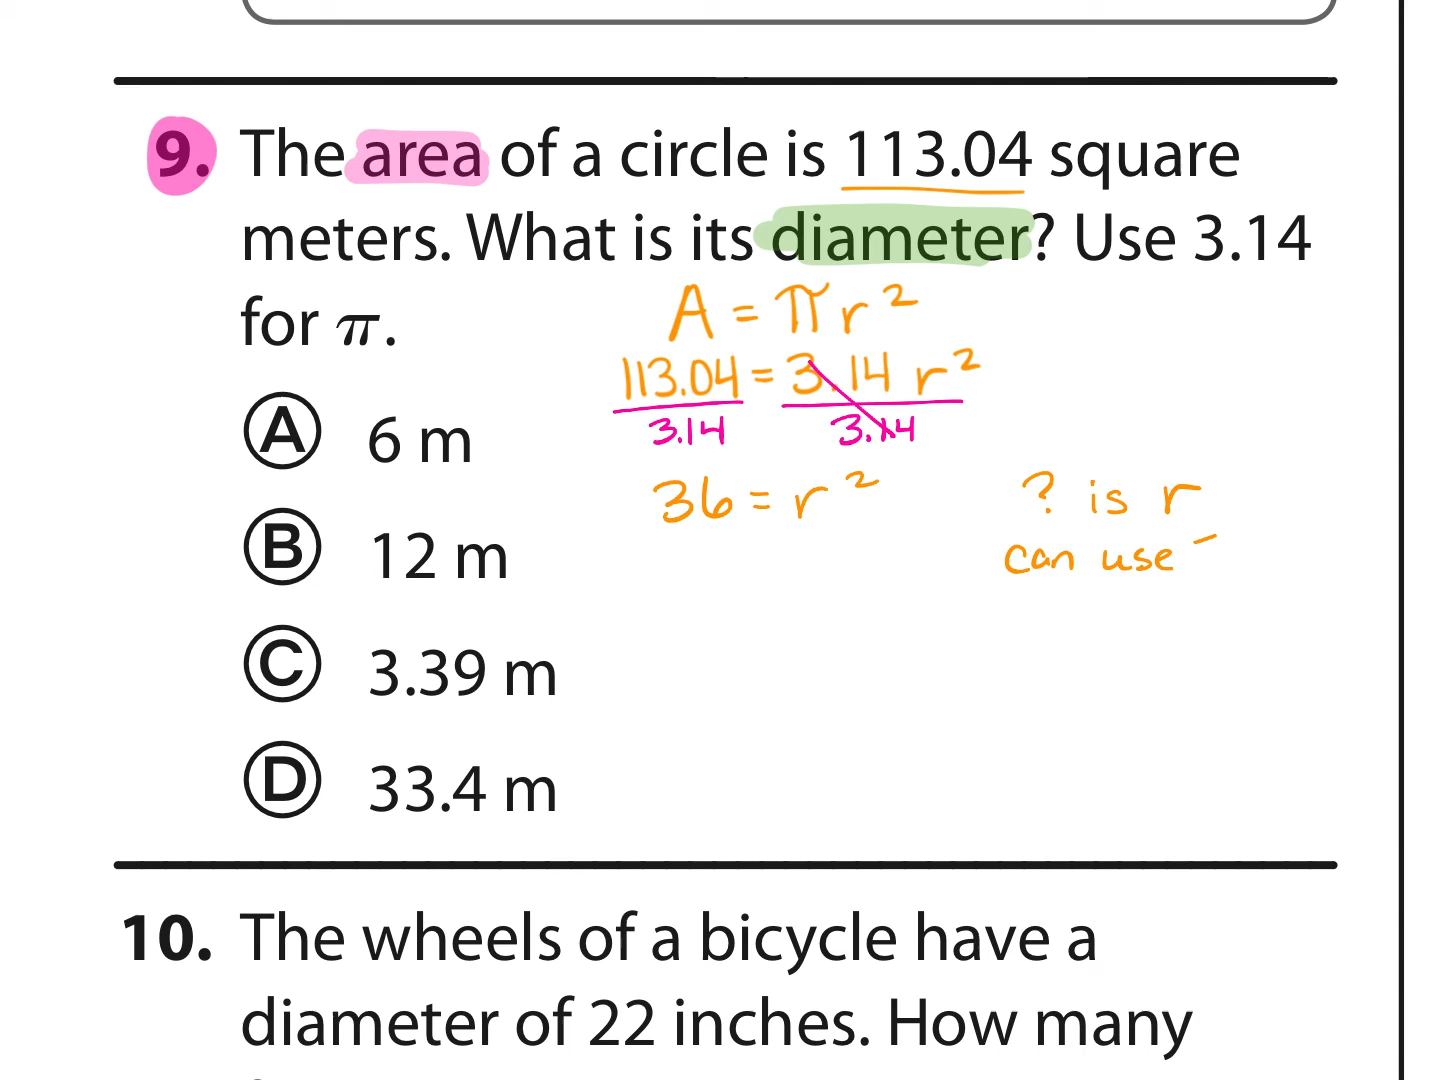 9. The area of a circle is 113.04 square
meters. What is its diameter? Use 3.14
for π.
A = πr²
113.04 = 3.14 r²
3.14 3.14
36 = r²
? is r
can use
A 6 m
B 12 m
C 3.39 m
D 33.4 m
10. The wheels of a bicycle have a
diameter of 22 inches. How many